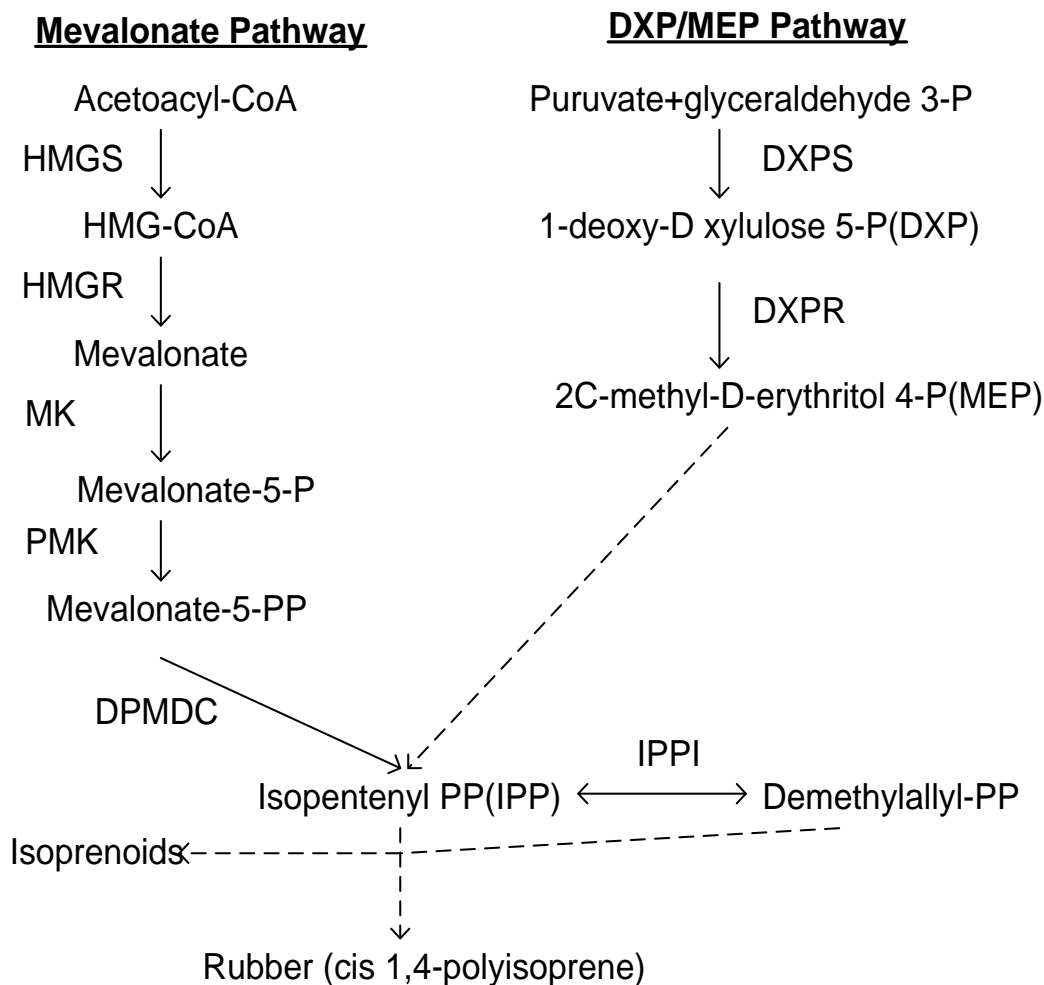 Mevalonate Pathway
Acetoacyl-CoA
HMGS
HMG-CoA
HMGR
Mevalonate
MK
Mevalonate-5-P
PMK
Mevalonate-5-PP
DPMDC
DXP/MEP Pathway
Puruvate+glyceraldehyde 3-P
DXPS
1-deoxy-D xylulose 5-P(DXP)
DXPR
2C-methyl-D-erythritol 4-P(MEP)
IPPI
Isopentenyl PP(IPP)
Demethylallyl-PP
Isoprenoids
Rubber (cis 1,4-polyisoprene)